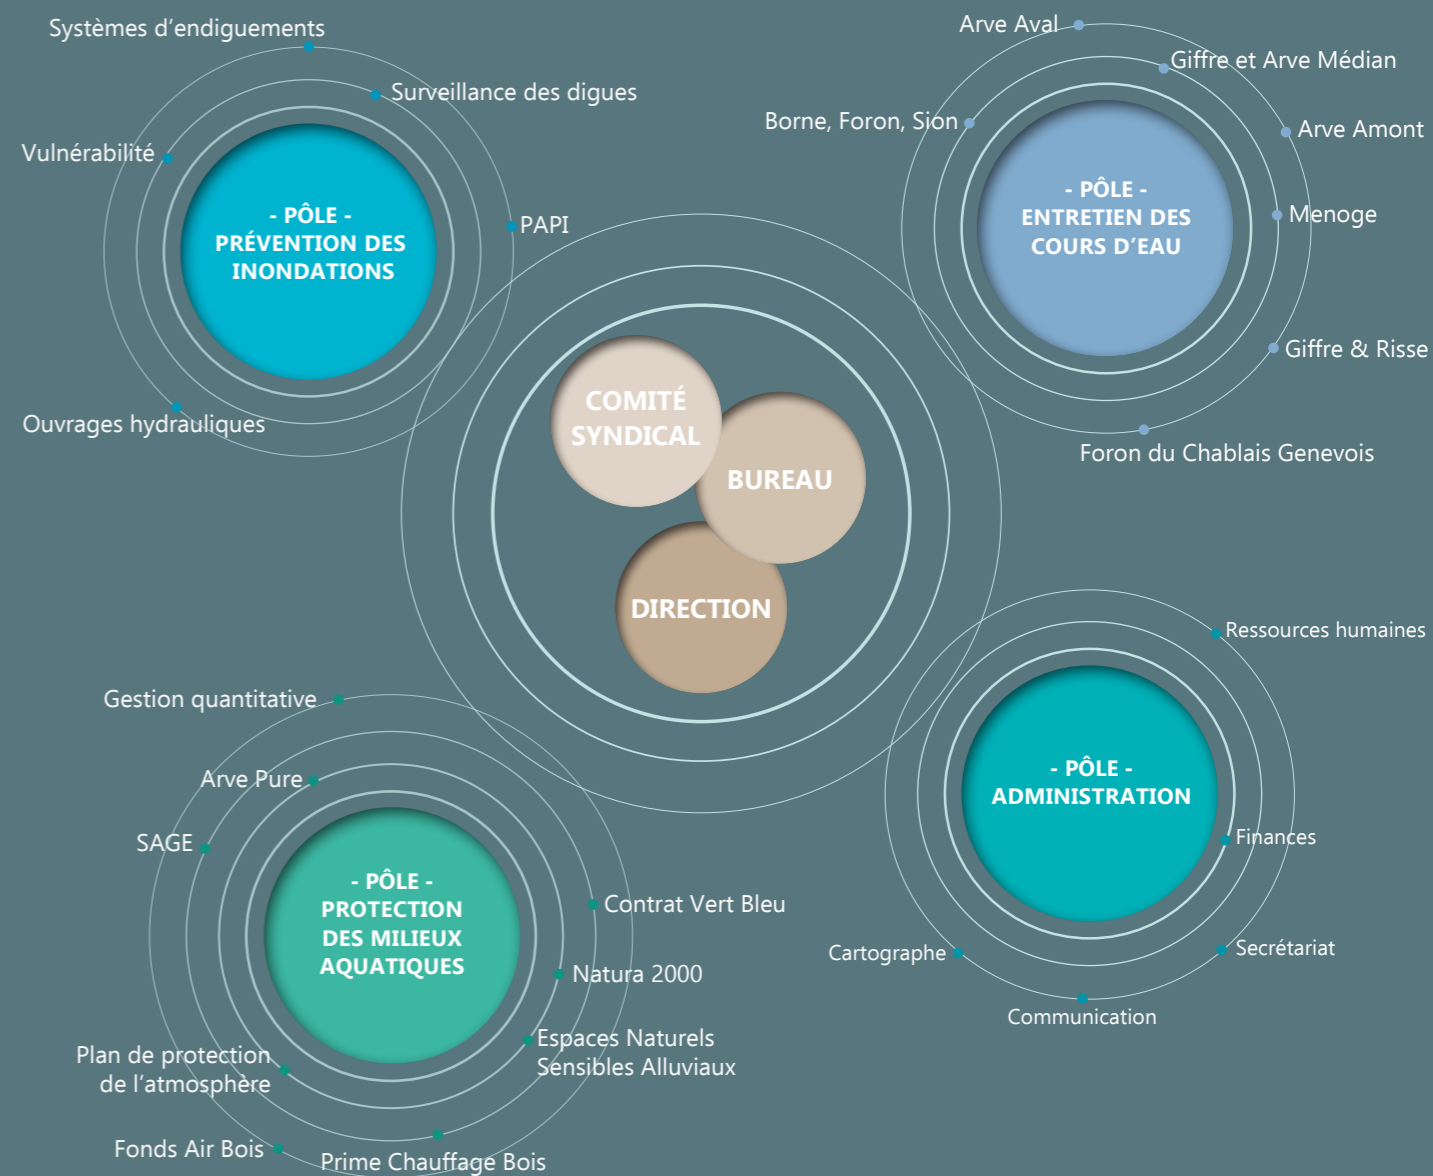 Systèmes d’endiguements
Surveillance des digues
Vulnérabilité
- PÔLE -
PRÉVENTION DES
INONDATIONS
PAPI
Ouvrages hydrauliques
Arve Aval
Giffre et Arve Médian
Borne, Foron, Sion
Arve Amont
- PÔLE -
ENTRETIEN DES
COURS D’EAU
Menoge
Giffre & Risse
Foron du Chablais Genevois
COMITÉ
SYNDICAL
BUREAU
DIRECTION
Gestion quantitative
Arve Pure
SAGE
- PÔLE -
PROTECTION
DES MILIEUX
AQUATIQUES
Contrat Vert Bleu
Natura 2000
Espaces Naturels
Sensibles Alluviaux
Plan de protection
de l’atmosphère
Fonds Air Bois
Prime Chauffage Bois
Ressources humaines
- PÔLE -
ADMINISTRATION
Finances
Cartographe
Secrétariat
Communication